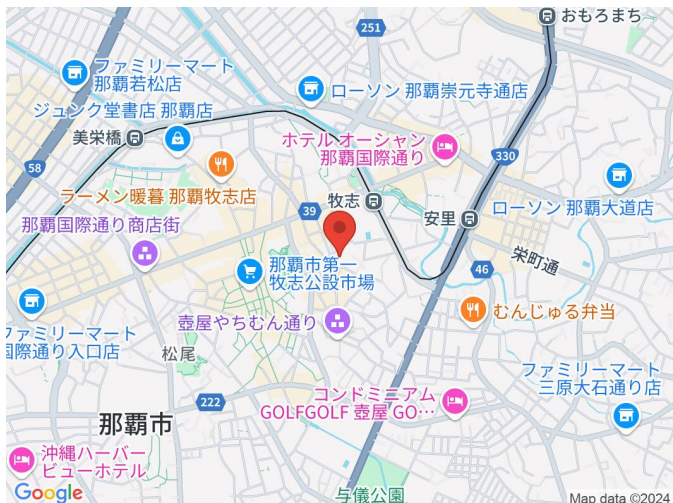 おもろまち
251
ファミリーマート
那覇若松店
ローソン 那覇崇元寺通店
ジュンク堂書店 那覇店
美栄橋
ホテル オーシャン
那覇国際通り
330
58
ラーメン暖暮 那覇牧志店
39
牧志
安里
ローソン 那覇大道店
那覇国際通り商店街
栄町通
那覇市第一
牧志公設市場
46
ファミリーマート
国際通り入口店
壺屋やちむん通り
むんじゅる弁当
松尾
ファミリーマート
三原大石通り店
222
コンドミニアム
GOLFGOLF 壺屋 GO…
那覇市
沖縄ハーバー
ビューホテル
与儀公園
Google
Map data ©2024